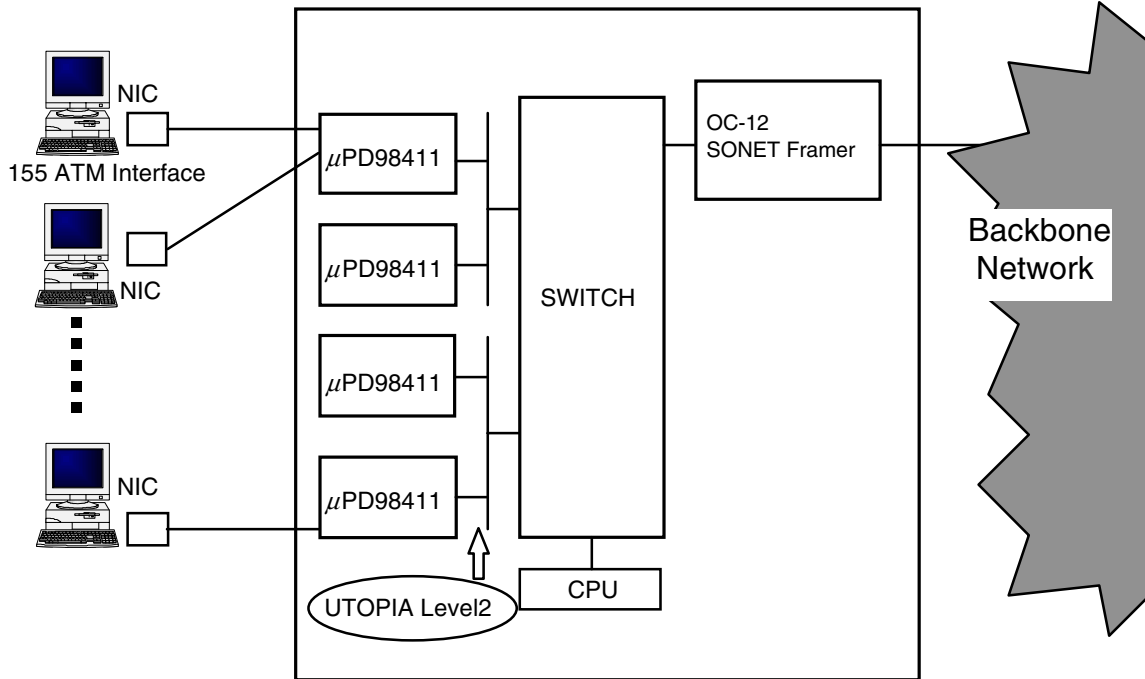 NIC
155 ATM Interface
NIC
NIC
μPD98411
μPD98411
μPD98411
μPD98411
UTOPIA Level2
SWITCH
CPU
OC-12
SONET Framer
Backbone
Network